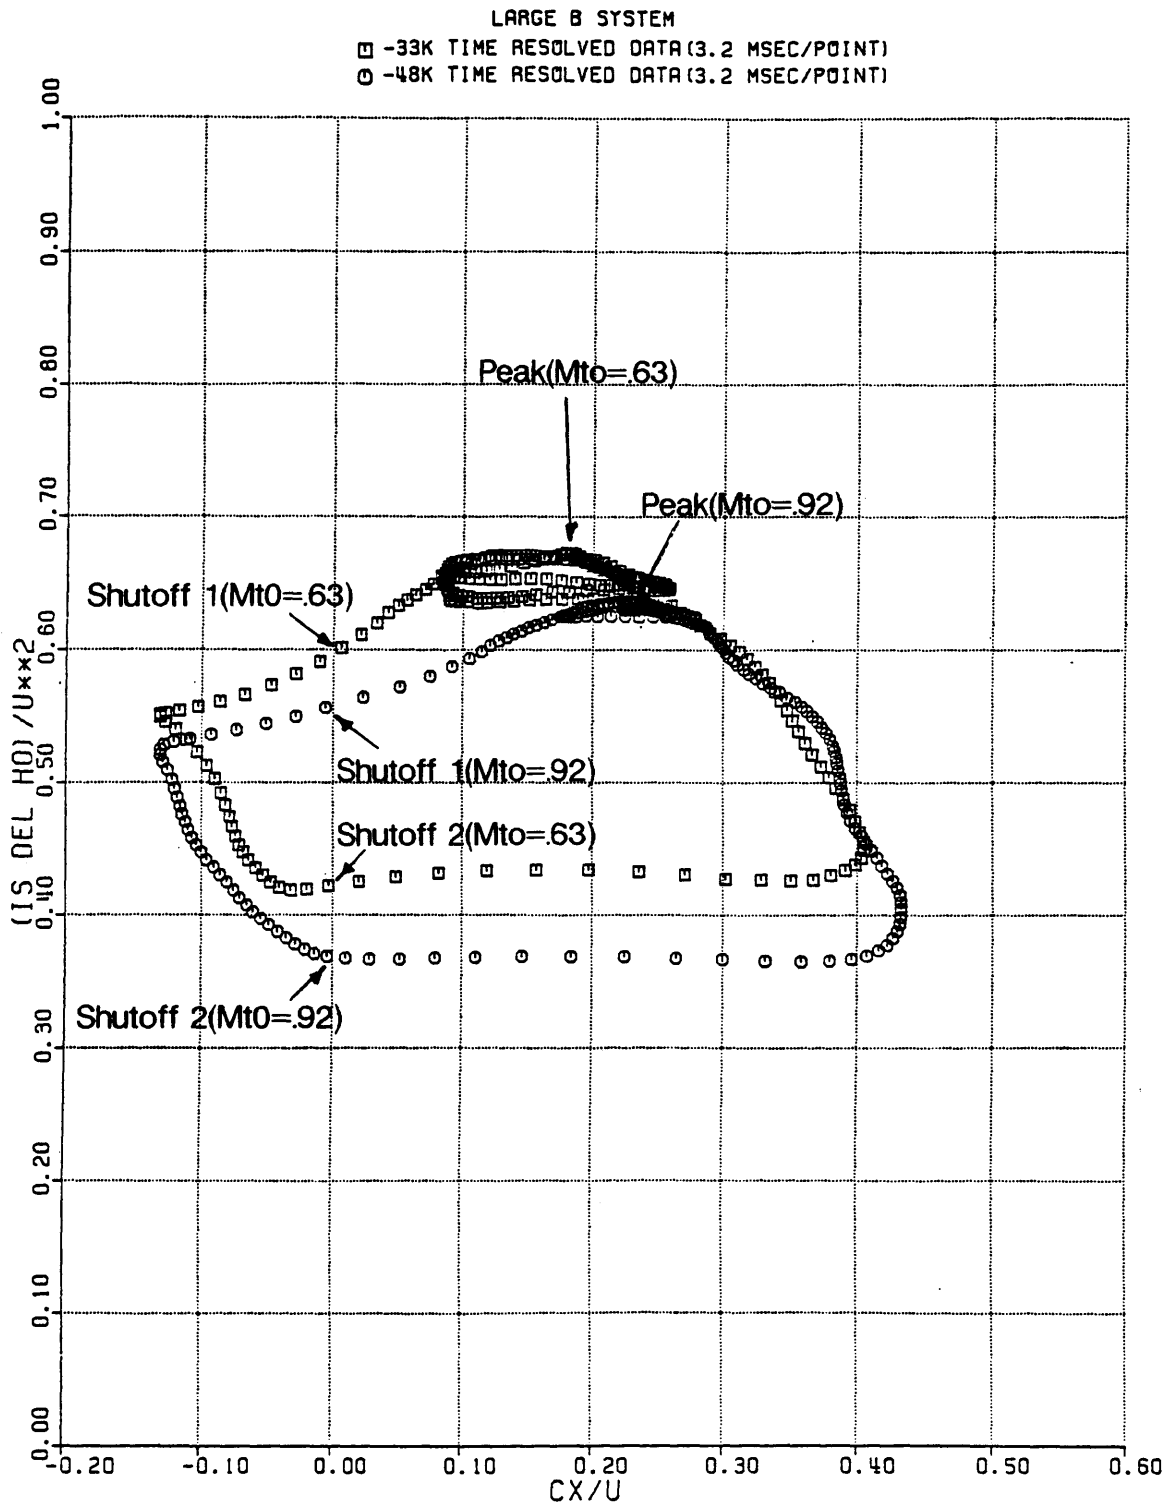 LARGE B SYSTEM
-33K TIME RESOLVED DATA(3.2 MSEC/POINT)
-48K TIME RESOLVED DATA(3.2 MSEC/POINT)
1.00
0.90
0.80
Peak(Mto=.63)
0.70
Peak(Mto=.92)
Shutoff 1(Mt0=.63)
0.60
Shutoff 1(Mto=.92)
0.50
Shutoff 2(Mto=.63)
(IS DEL HO)/U**2
0.40
Shutoff 2(Mt0=.92)
0.30
0.20
0.10
0.00
-0.20 -0.10 0.00 0.10 0.20 0.30 0.40 0.50 0.60
CX/U